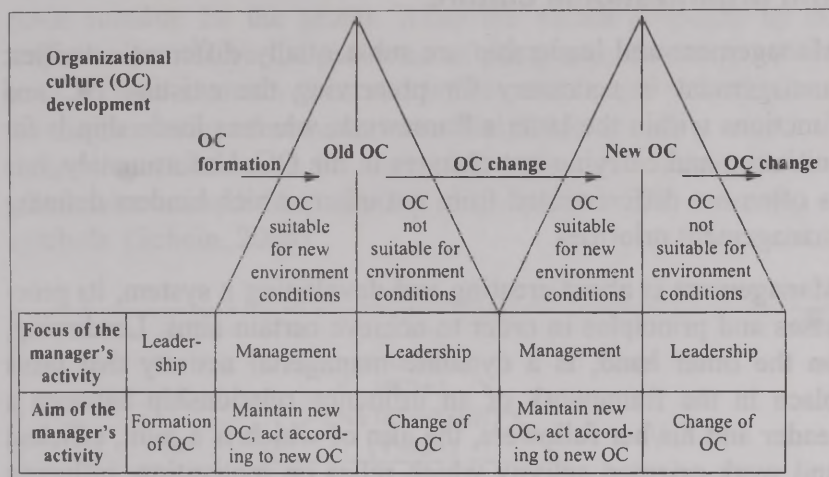 Organizational
culture (OC)
development
OC
formation
Old OC
OC change
New OC
OC change
OC
suitable
for new
environment
conditions
OC
not
suitable for
environment
conditions
OC
suitable
for new
environment
conditions
OC
not
suitable for
environment
conditions
Focus of the
manager's
activity
Leader-
ship
Management
Leadership
Management
Leadership
Aim of the
manager's
activity
Formation
of OC
Maintain new
OC, act accord-
ing to new OC
Change of
OC
Maintain new
OC, act accord-
ing to new OC
Change of
OC